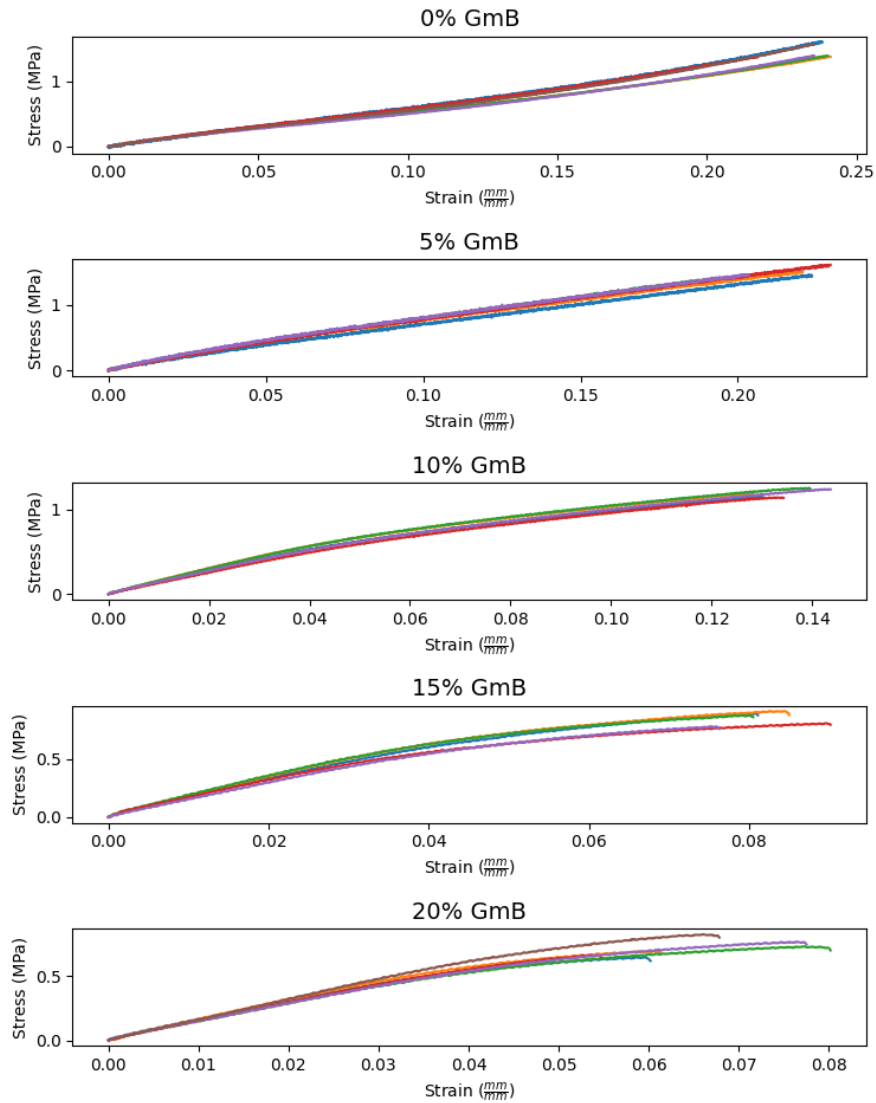 0% GmB
Stress (MPa)
1
0
0.00 0.05 0.10 0.15 0.20 0.25
Strain (mm/mm)
5% GmB
Stress (MPa)
1
0
0.00 0.05 0.10 0.15 0.20
Strain (mm/mm)
10% GmB
Stress (MPa)
1
0
0.00 0.02 0.04 0.06 0.08 0.10 0.12 0.14
Strain (mm/mm)
15% GmB
Stress (MPa)
0.5
0.0
0.00 0.02 0.04 0.06 0.08
Strain (mm/mm)
20% GmB
Stress (MPa)
0.5
0.0
0.00 0.01 0.02 0.03 0.04 0.05 0.06 0.07 0.08
Strain (mm/mm)